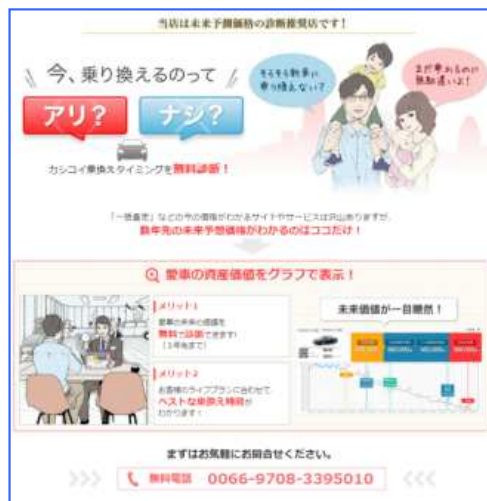 当店は未来予測価格の診断推奨店です！
今、乗り換えるのって
アリ？
ナシ？
カシコイ乗換えタイミングを無料診断！
そろそろ新車に
乗り換えない？
まだ乗れるのに
無駄遣いよ！
「一括査定」などの今の価格がわかるサイトやサービスは沢山ありますが、
数年先の未来予想価格がわかるのはココだけ！
愛車の資産価値をグラフで表示！
メリット1
愛車の未来の価値を
無料で診断できます！
メリット2
お客様のライフプランに合わせて、
ベストな乗換え時期が
わかります！
未来価値が一目瞭然！
まずはお気軽にお問合せください。
無料電話 0066-9708-3395010